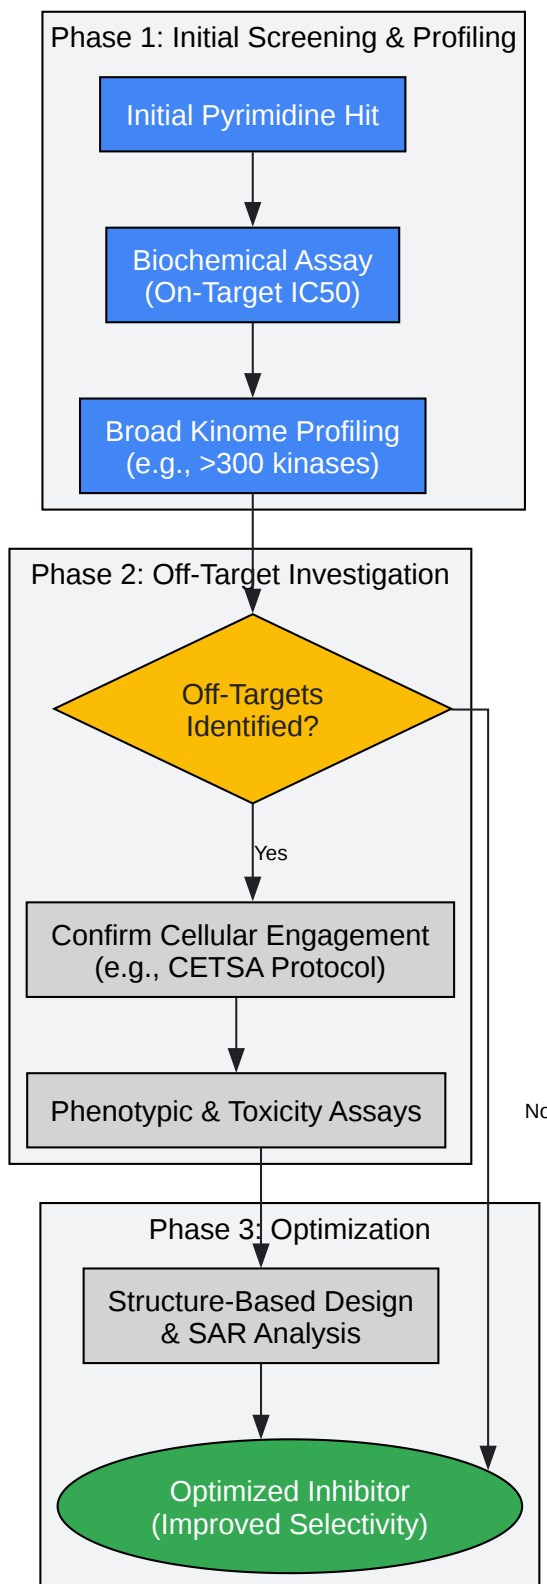 Phase 1: Initial Screening & Profiling
Initial Pyrimidine Hit
Biochemical Assay
(On-Target IC50)
Broad Kinome Profiling
(e.g., >300 kinases)
Phase 2: Off-Target Investigation
Off-Targets
Identified?
Yes
Confirm Cellular Engagement
(e.g., CETSA Protocol)
Phenotypic & Toxicity Assays
No
Phase 3: Optimization
Structure-Based Design
& SAR Analysis
Optimized Inhibitor
(Improved Selectivity)